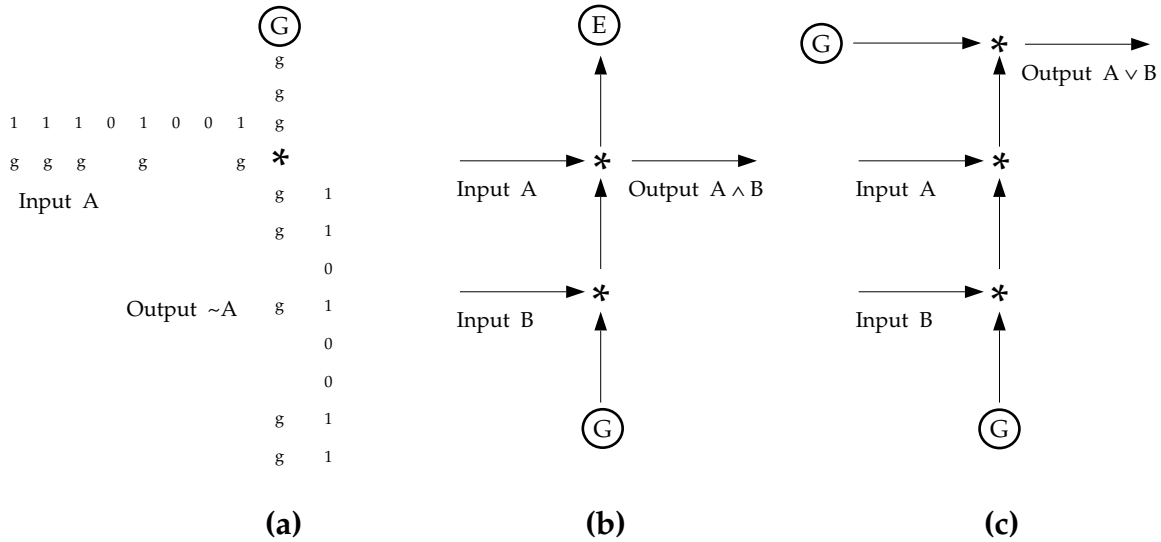 G
g
g
1 1 1 0 1 0 0 1 g
g g g g g *
Input A
g 1
g 1
0
Output ~A g 1
0
0
g 1
g 1
(a)
E
*
Input A
Output A ∧ B
*
Input B
G
(b)
G
*
Output A ∨ B
*
Input A
*
Input B
G
(c)